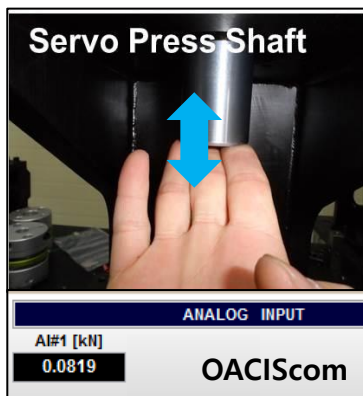 Servo Press Shaft
ANALOG INPUT
AI#1 [kN]
0.0819
OACIScom